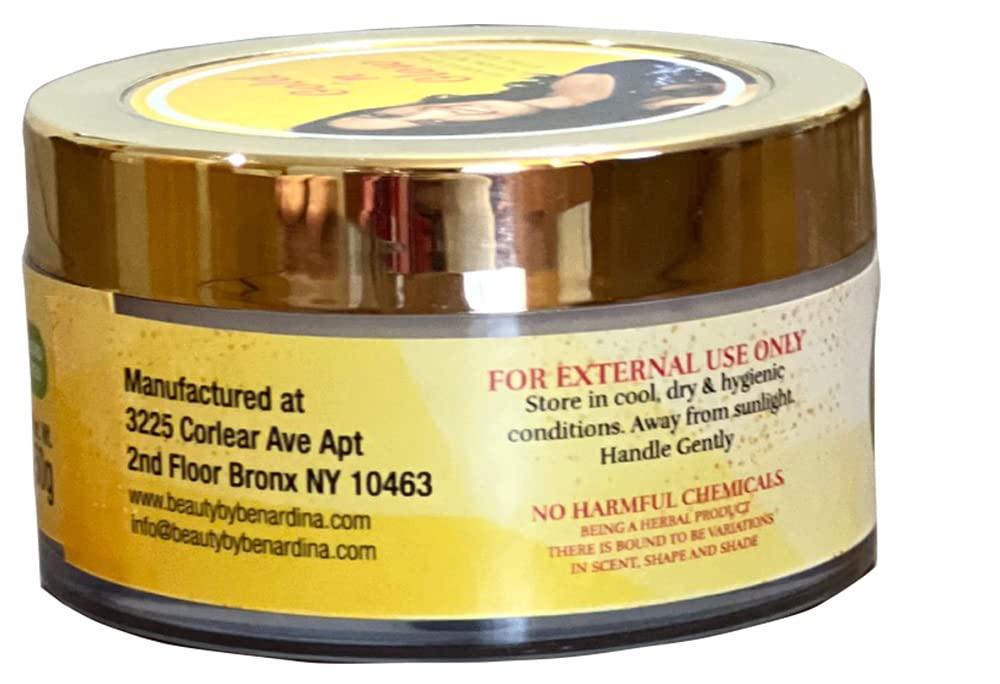 Manufactured at
3225 Corlear Ave Apt
2nd Floor Bronx NY 10463
www.beautybybenardina.com
info@beautybybenardina.com
FOR EXTERNAL USE ONLY
Store in cool, dry & hygienic
conditions. Away from sunlight.
Handle Gently
NO HARMFUL CHEMICALS
BEING A HERBAL PRODUCT
THERE IS BOUND TO BE VARIATIONS
IN SCENT, SHAPE AND SHADE